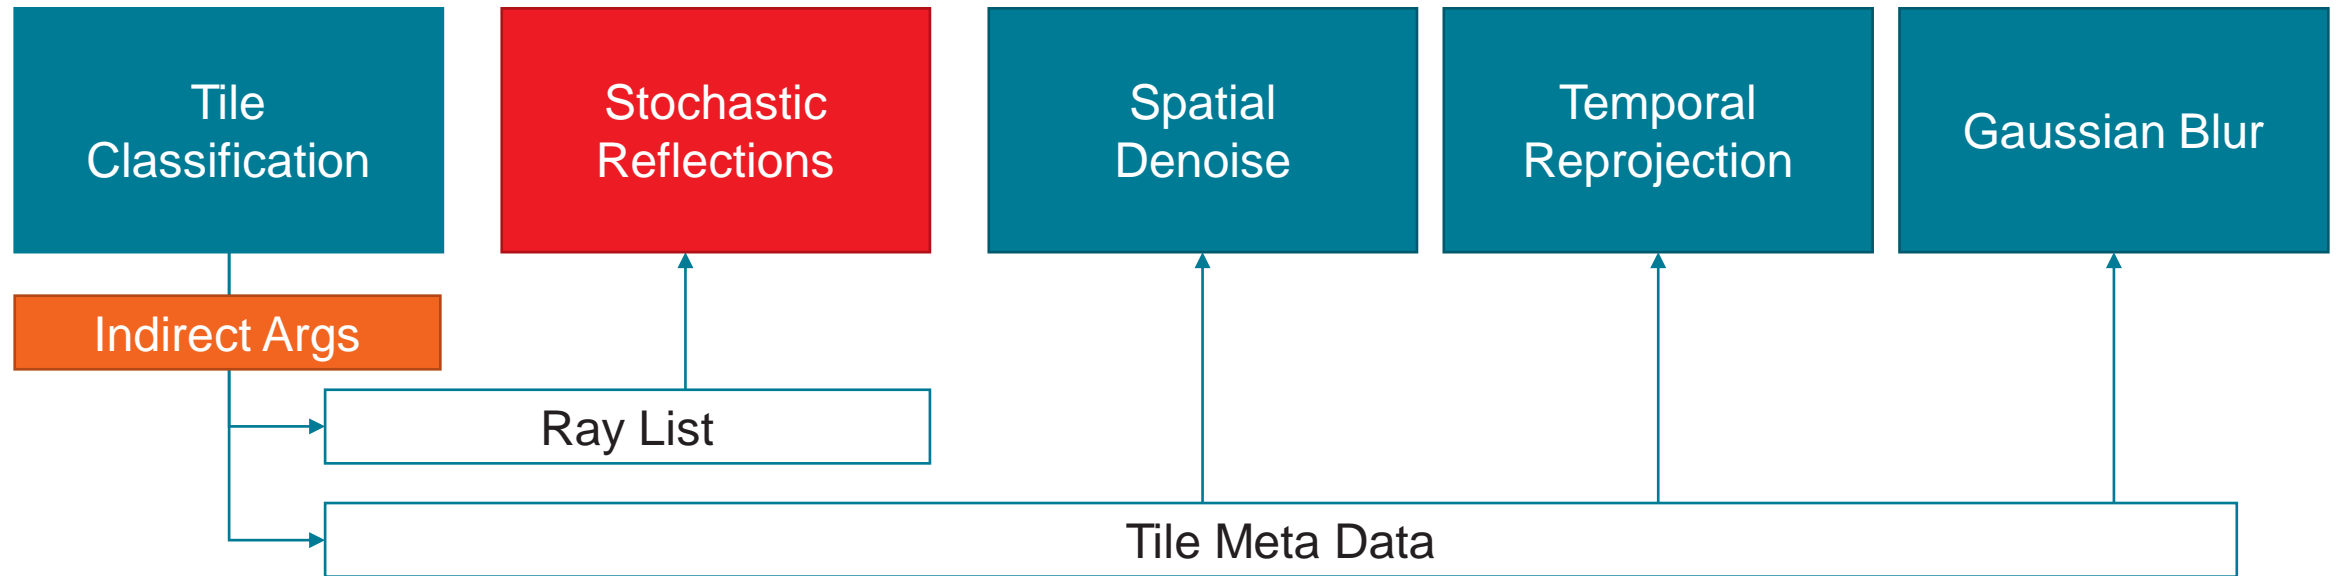 Tile
Classification
Stochastic
Reflections
Spatial
Denoise
Temporal
Reprojection
Gaussian Blur
Indirect Args
Ray List
Tile Meta Data